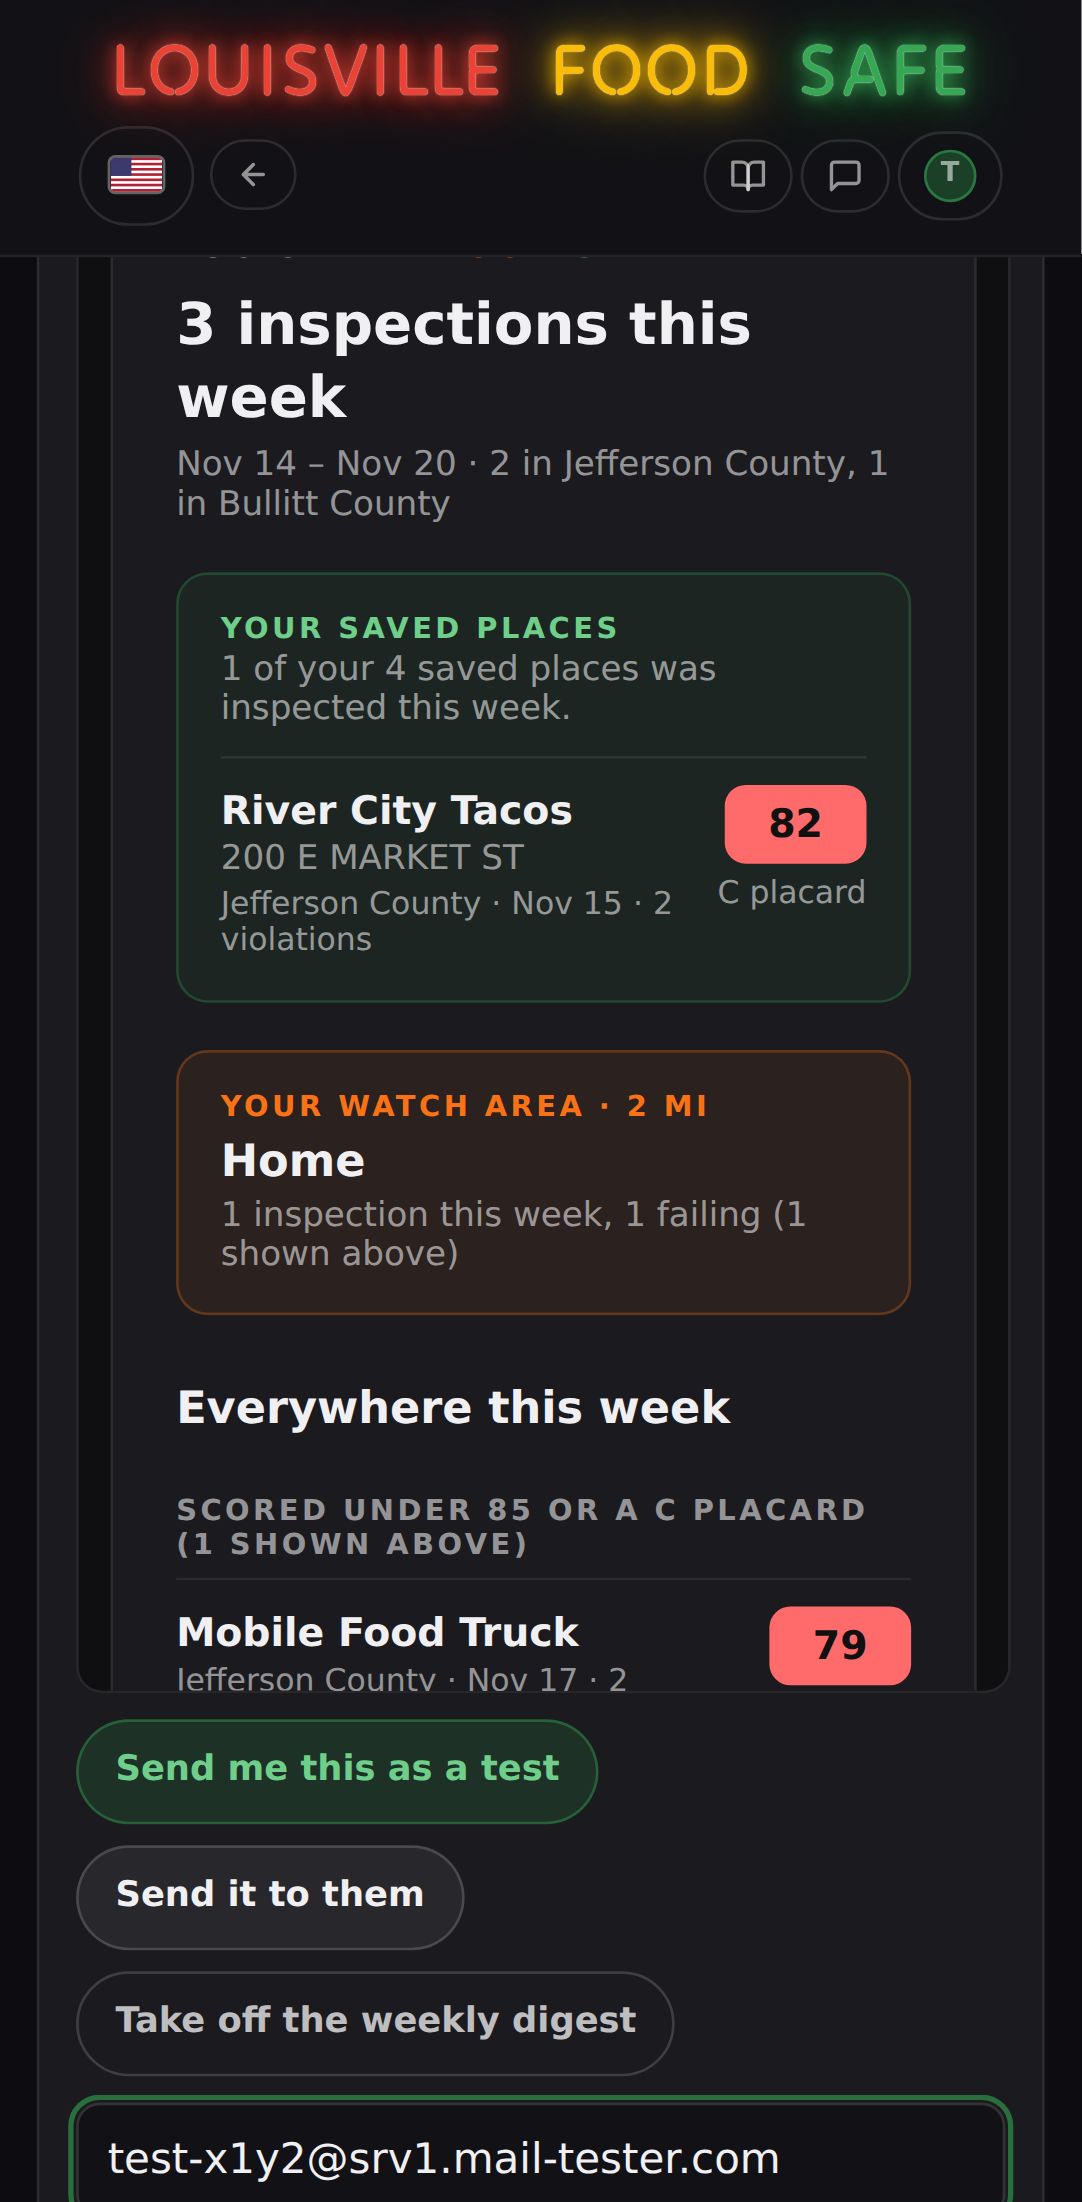 LOUISVILLE FOOD SAFE
T
3 inspections this
week
Nov 14 – Nov 20 · 2 in Jefferson County, 1
in Bullitt County
YOUR SAVED PLACES
1 of your 4 saved places was
inspected this week.
River City Tacos
82
200 E MARKET ST
C placard
Jefferson County · Nov 15 · 2
violations
YOUR WATCH AREA · 2 MI
Home
1 inspection this week, 1 failing (1
shown above)
Everywhere this week
SCORED UNDER 85 OR A C PLACARD
(1 SHOWN ABOVE)
Mobile Food Truck
79
Jefferson County · Nov 17 · 2
Send me this as a test
Send it to them
Take off the weekly digest
test-x1y2@srv1.mail-tester.com